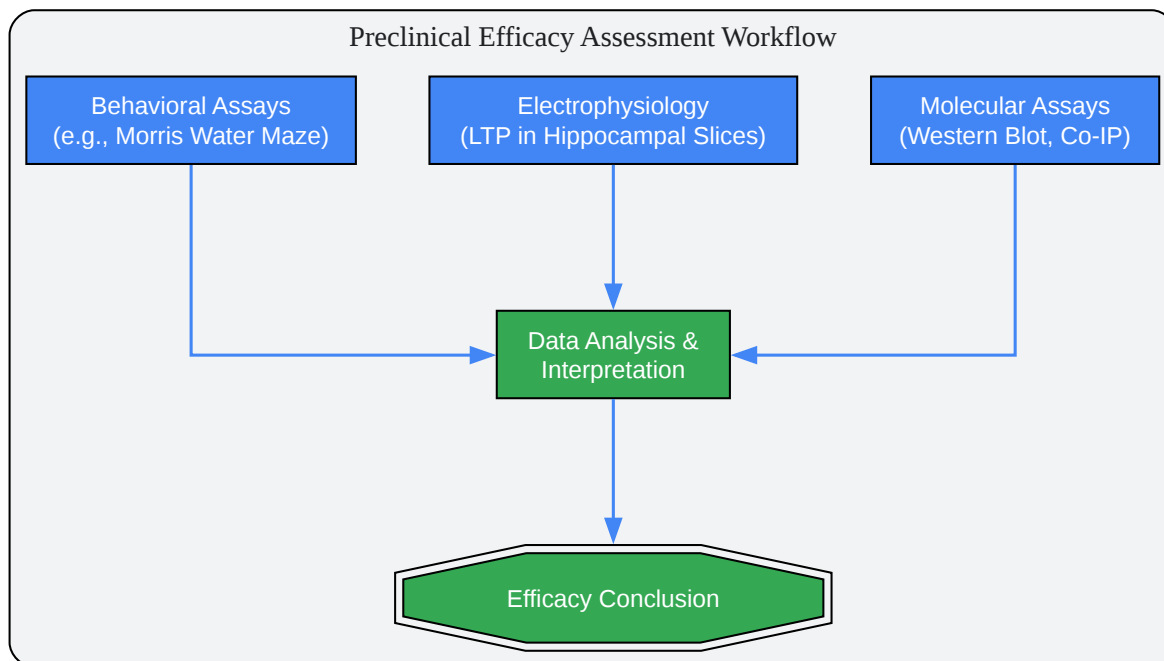 Preclinical Efficacy Assessment Workflow
Behavioral Assays
(e.g., Morris Water Maze)
Electrophysiology
(LTP in Hippocampal Slices)
Molecular Assays
(Western Blot, Co-IP)
Data Analysis &
Interpretation
Efficacy Conclusion